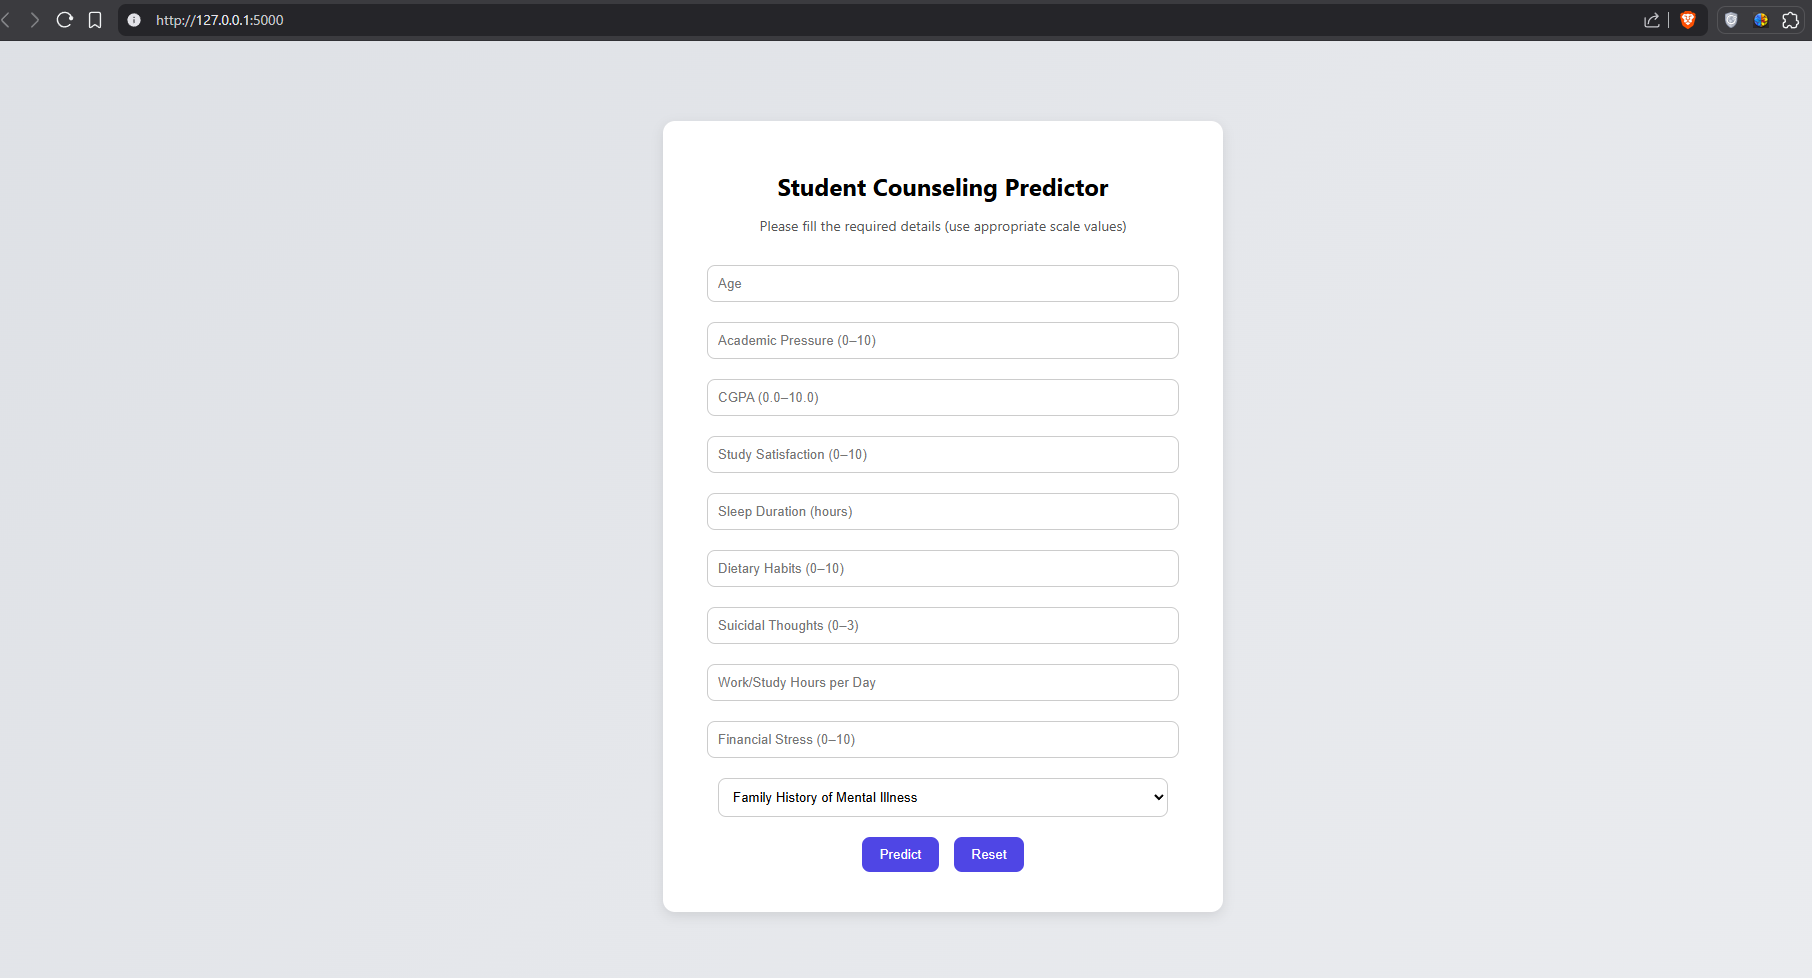 http://127.0.0.1:5000
Student Counseling Predictor
Please fill the required details (use appropriate scale values)
Age
Academic Pressure (0–10)
CGPA (0.0–10.0)
Study Satisfaction (0–10)
Sleep Duration (hours)
Dietary Habits (0–10)
Suicidal Thoughts (0–3)
Work/Study Hours per Day
Financial Stress (0–10)
Family History of Mental Illness
Predict Reset